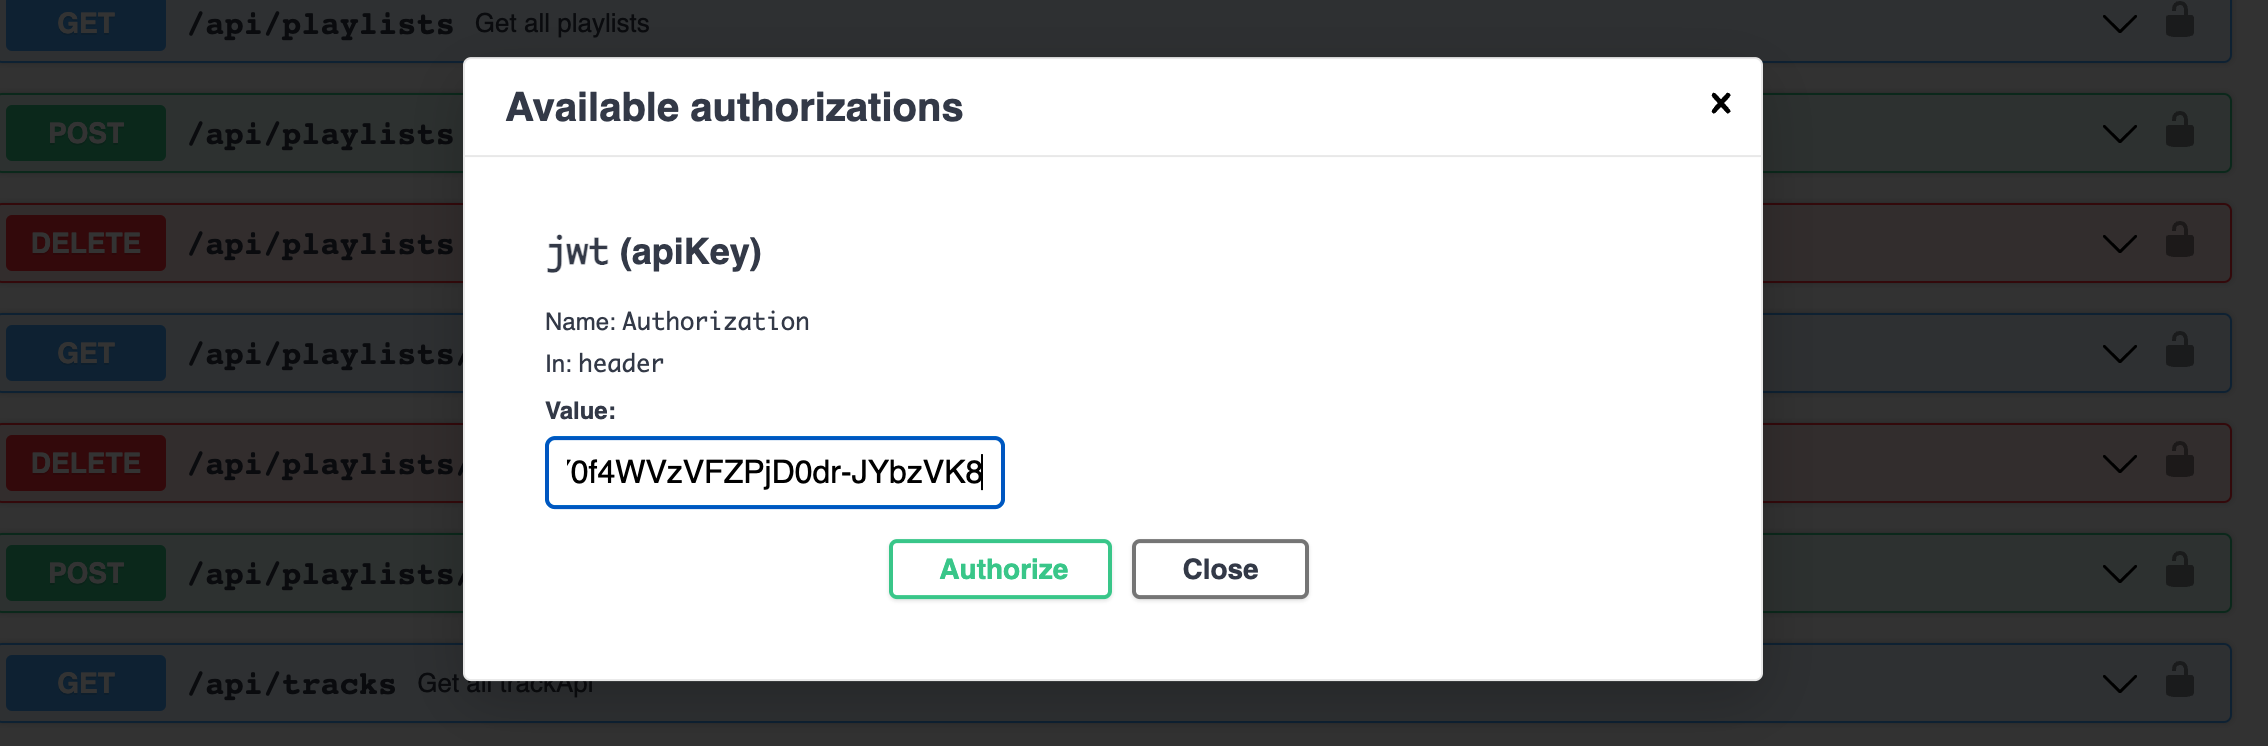 GET /api/playlists Get all playlists
Available authorizations
POST /api/playlists
DELETE /api/playlists
jwt (apiKey)
Name: Authorization
GET /api/playlists/
In: header
Value:
DELETE /api/playlists/
0f4WVzVFZPjD0dr-JYbzVK8
Authorize Close
POST /api/playlists/
GET /api/tracks Get all trackApi